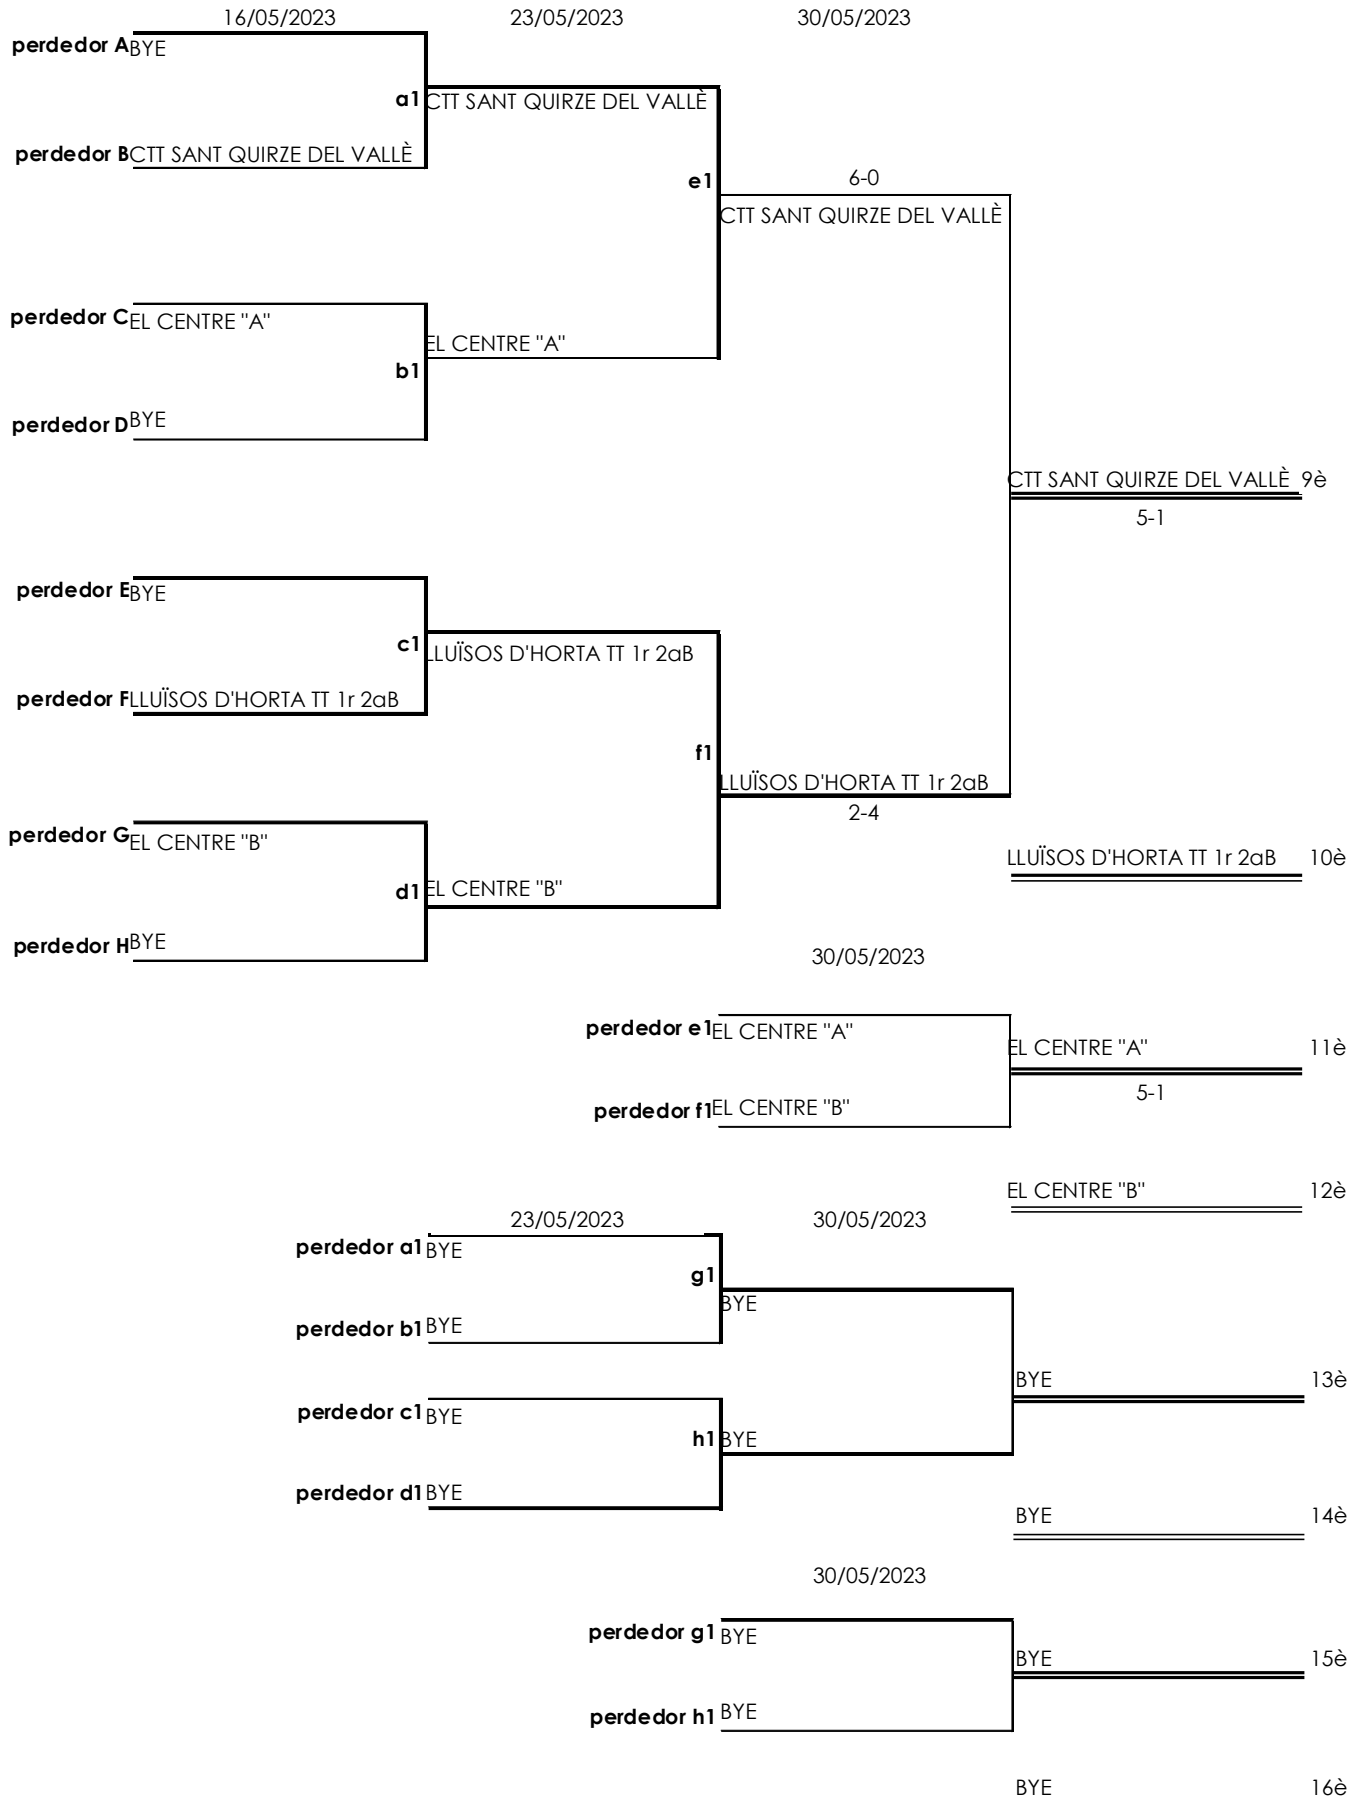 16/05/2023 23/05/2023 30/05/2023
perdedor A BYE
a1 CTT SANT QUIRZE DEL VALLÈ
perdedor B CTT SANT QUIRZE DEL VALLÈ
e1 6-0
CTT SANT QUIRZE DEL VALLÈ
perdedor C EL CENTRE "A"
EL CENTRE "A"
b1
perdedor D BYE
CTT SANT QUIRZE DEL VALLÈ 9è
5-1
perdedor E BYE
c1 LLUÏSOS D'HORTA TT 1r 2aB
perdedor F LLUÏSOS D'HORTA TT 1r 2aB
f1
LLUÏSOS D'HORTA TT 1r 2aB
2-4
perdedor G EL CENTRE "B"
LLUÏSOS D'HORTA TT 1r 2aB 10è
d1 EL CENTRE "B"
perdedor H BYE
30/05/2023
perdedor e1 EL CENTRE "A"
EL CENTRE "A" 11è
5-1
perdedor f1 EL CENTRE "B"
EL CENTRE "B" 12è
23/05/2023 30/05/2023
perdedor a1 BYE
g1
BYE
perdedor b1 BYE
BYE 13è
perdedor c1 BYE
h1 BYE
perdedor d1 BYE
BYE 14è
30/05/2023
perdedor g1 BYE
BYE 15è
perdedor h1 BYE
BYE 16è